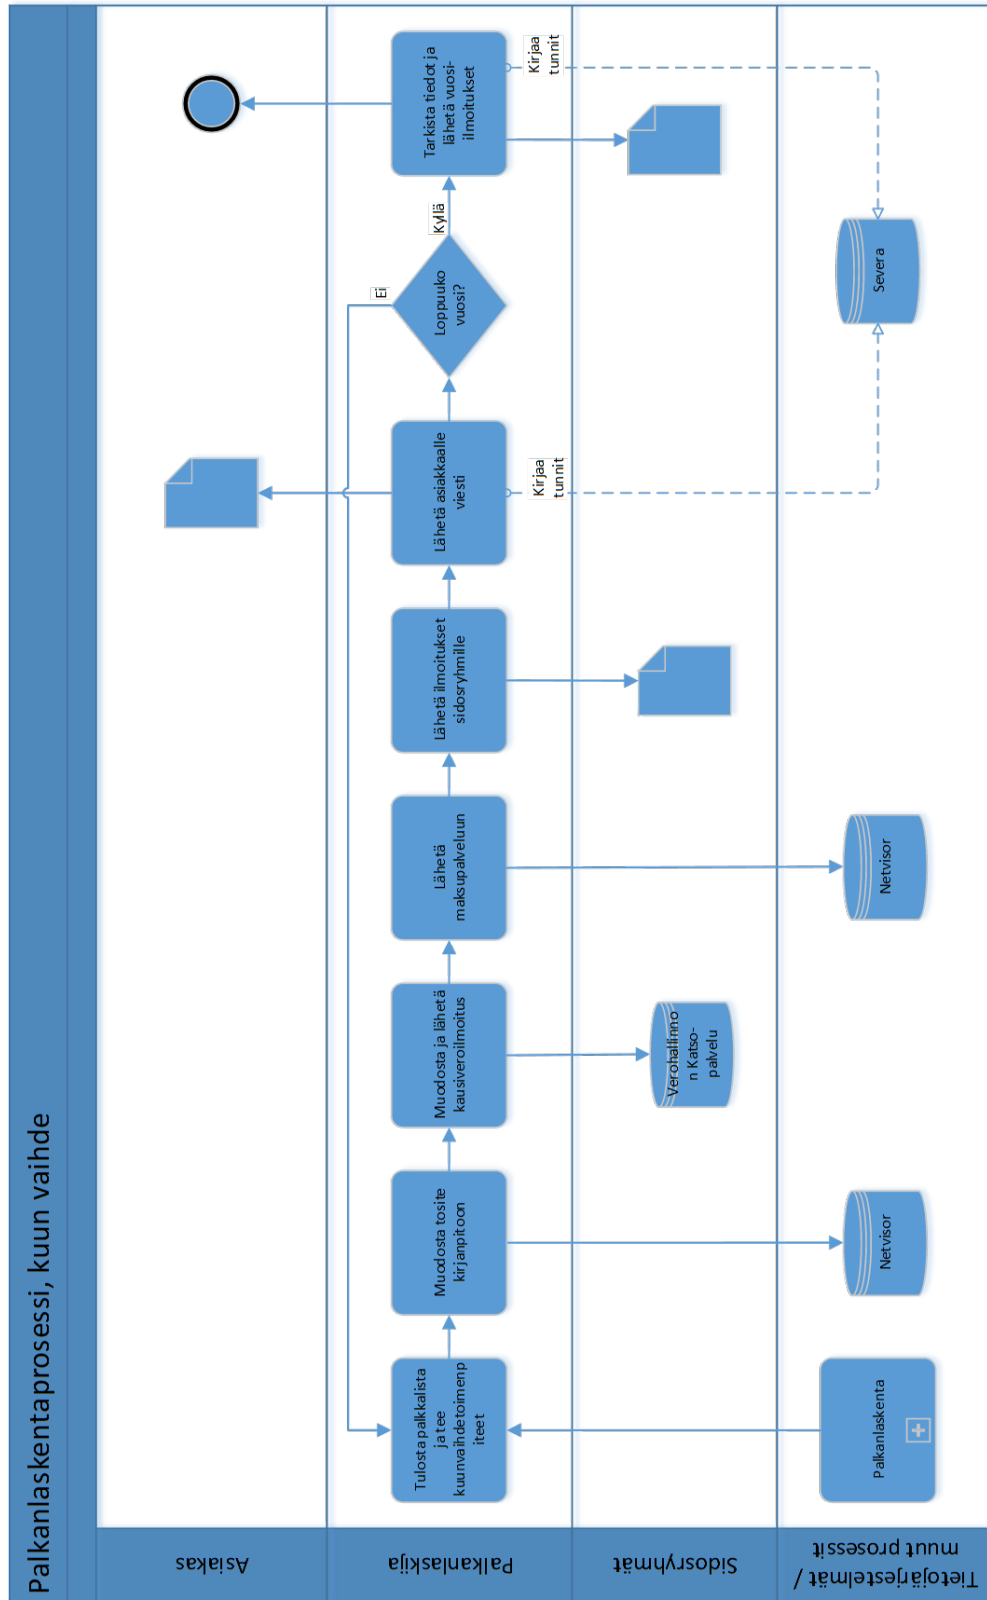 Palkanlaskentaprosessi, kuun vaihde
Asiakas
Palkanlaskija
Sidosryhmät
Tietojärjestelmät /
muut prosessit
Tulosta palkkalista
ja tee
kuunvaihdetoimenp
iteet
Muodosta tosite
kirjanpitoon
Muodosta ja lähetä
kausiveroilmoitus
Lähetä
maksupalveluun
Lähetä ilmoitukset
sidosryhmille
Lähetä asiakkaalle
viesti
Loppuuko
vuosi?
Ei
Kyllä
Tarkista tiedot ja
lähetä vuosi-
ilmoitukset
Kirjaa
tunnit
Kirjaa
tunnit
Verohallinno
n Katso-
palvelu
Palkanlaskenta
Netvisor
Netvisor
Severa